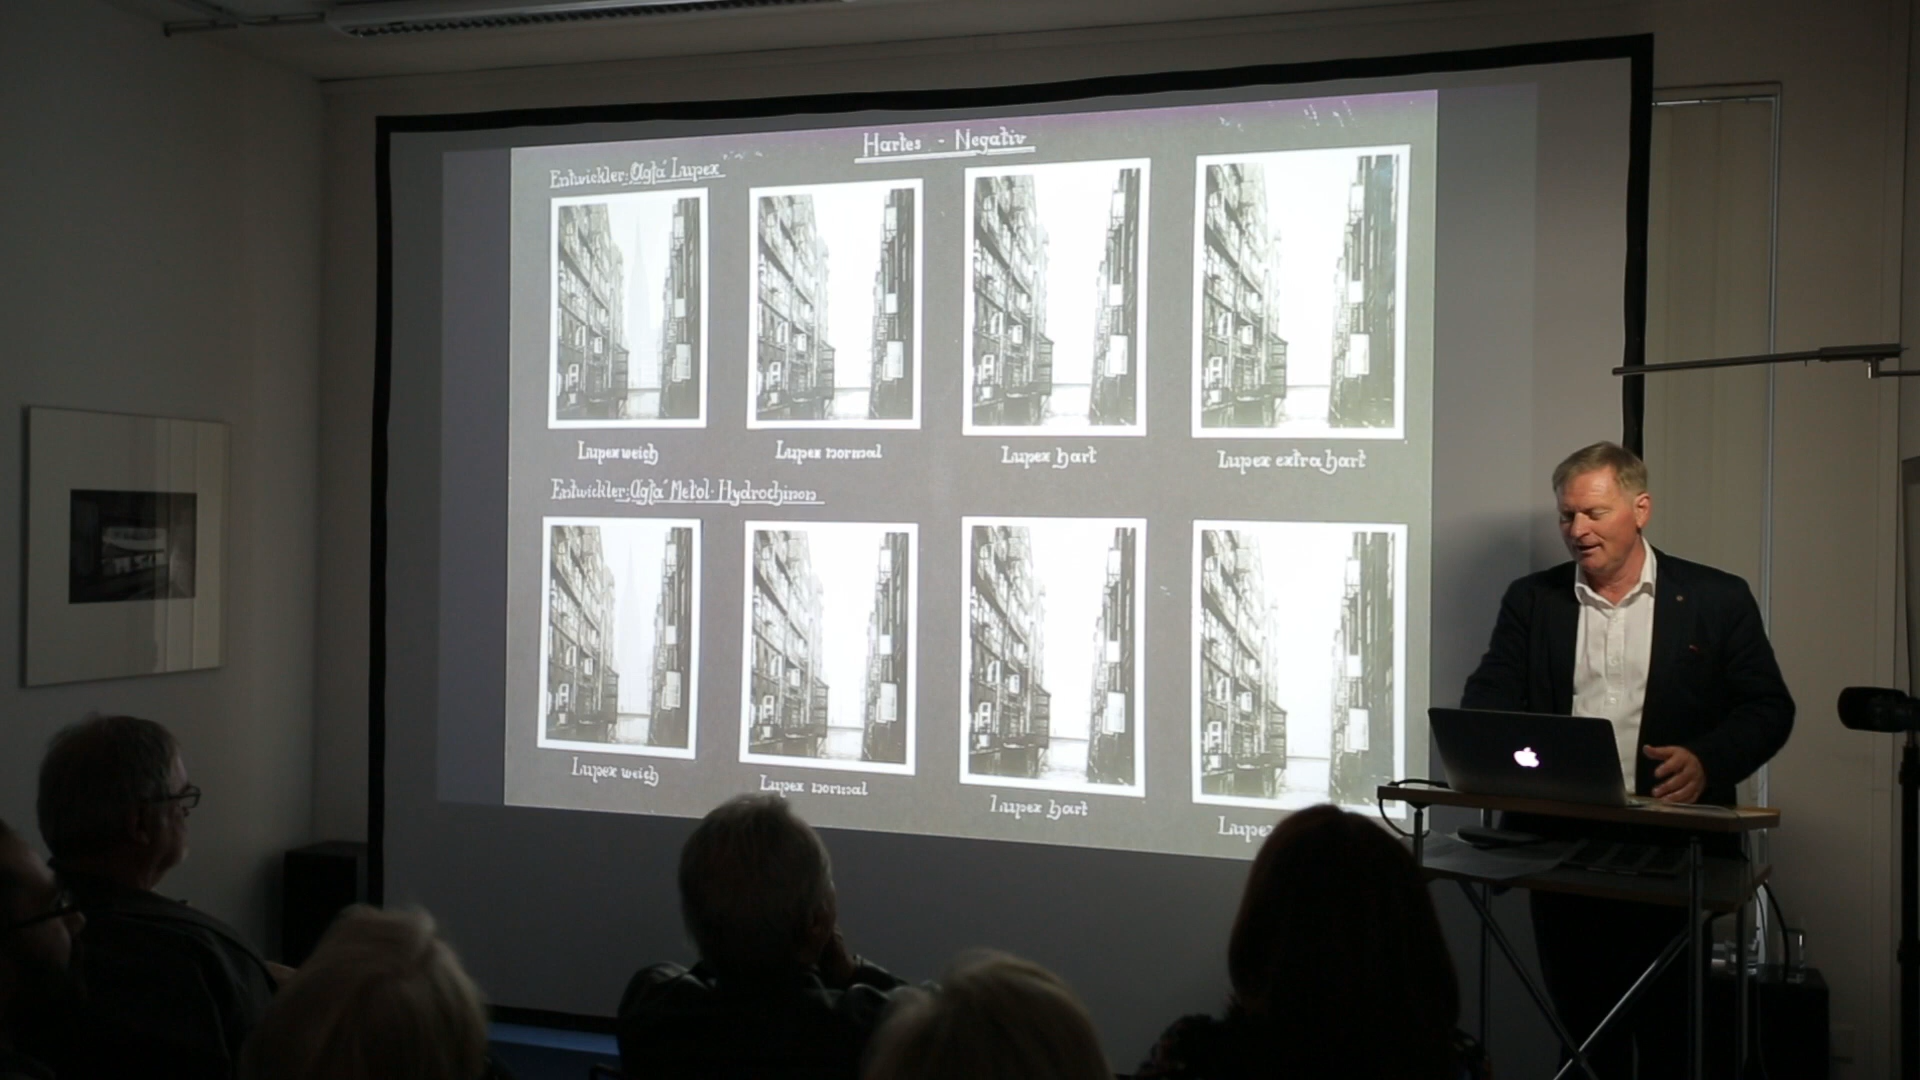 Hartes - Negativ
Entwickler: "Agfa" Lupex
Lupex weich
Lupex normal
Lupex hart
Lupex extra hart
Entwickler: "Agfa" Metol-Hydrochinon
Lupex weich
Lupex normal
Lupex hart
Lupex